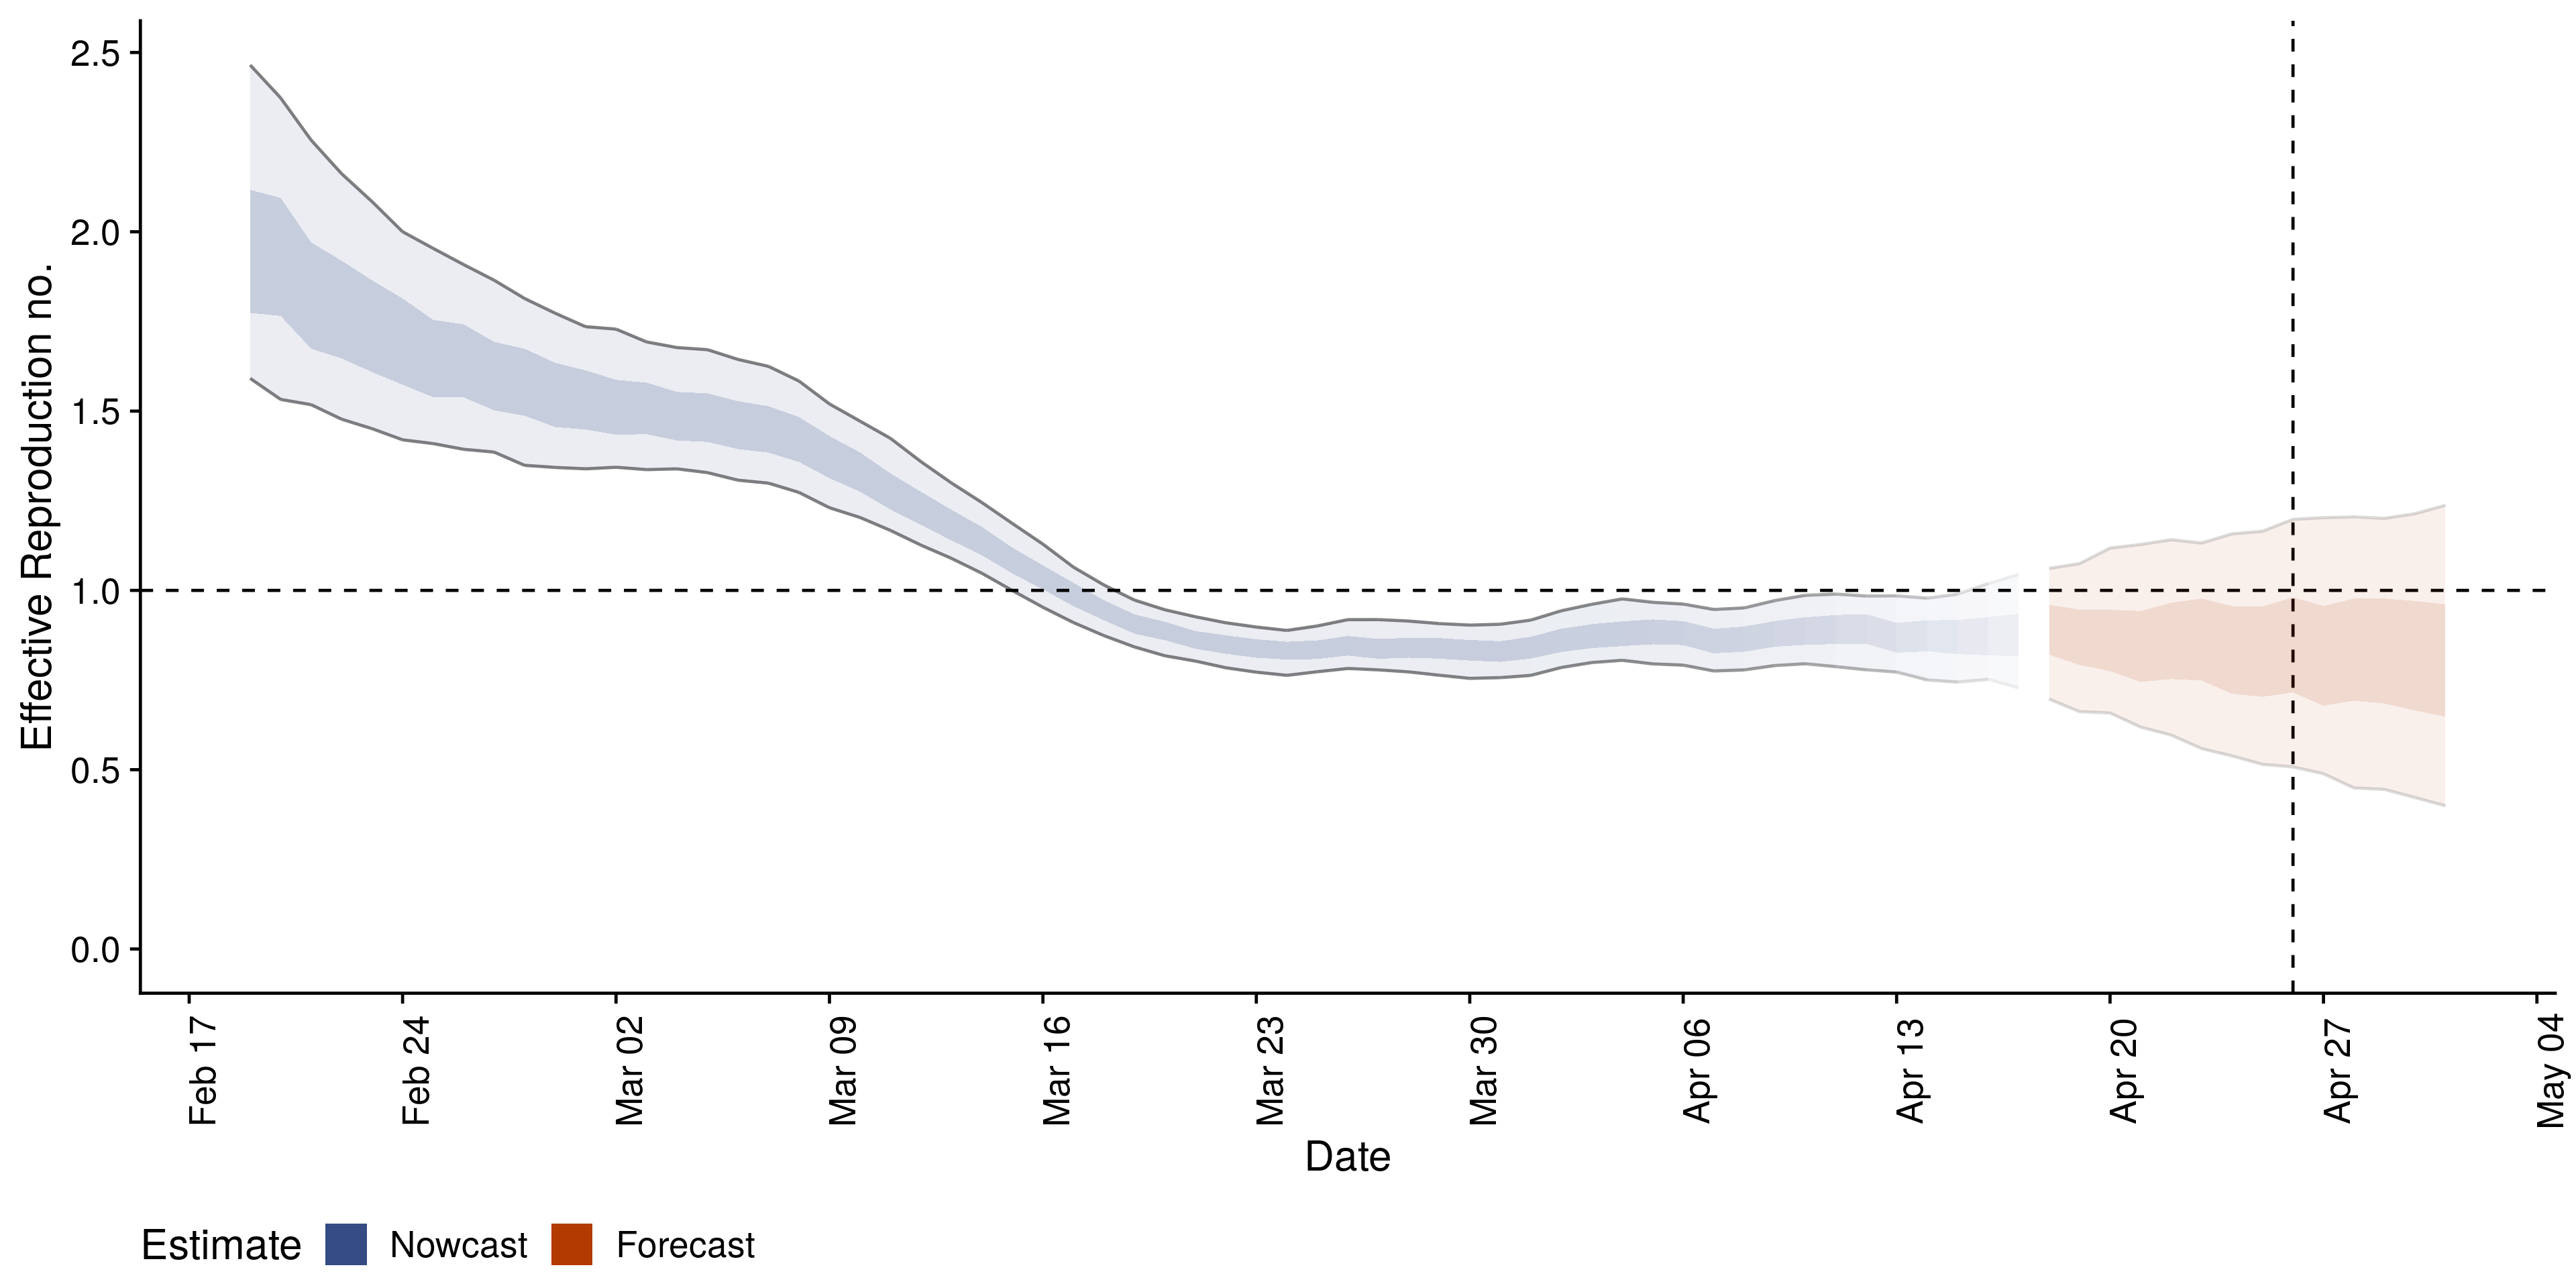 Effective Reproduction no.
2.5
2.0
1.5
1.0
0.5
0.0
Feb 17
Feb 24
Mar 02
Mar 09
Mar 16
Mar 23
Mar 30
Apr 06
Apr 13
Apr 20
Apr 27
May 04
Date
Estimate Nowcast Forecast